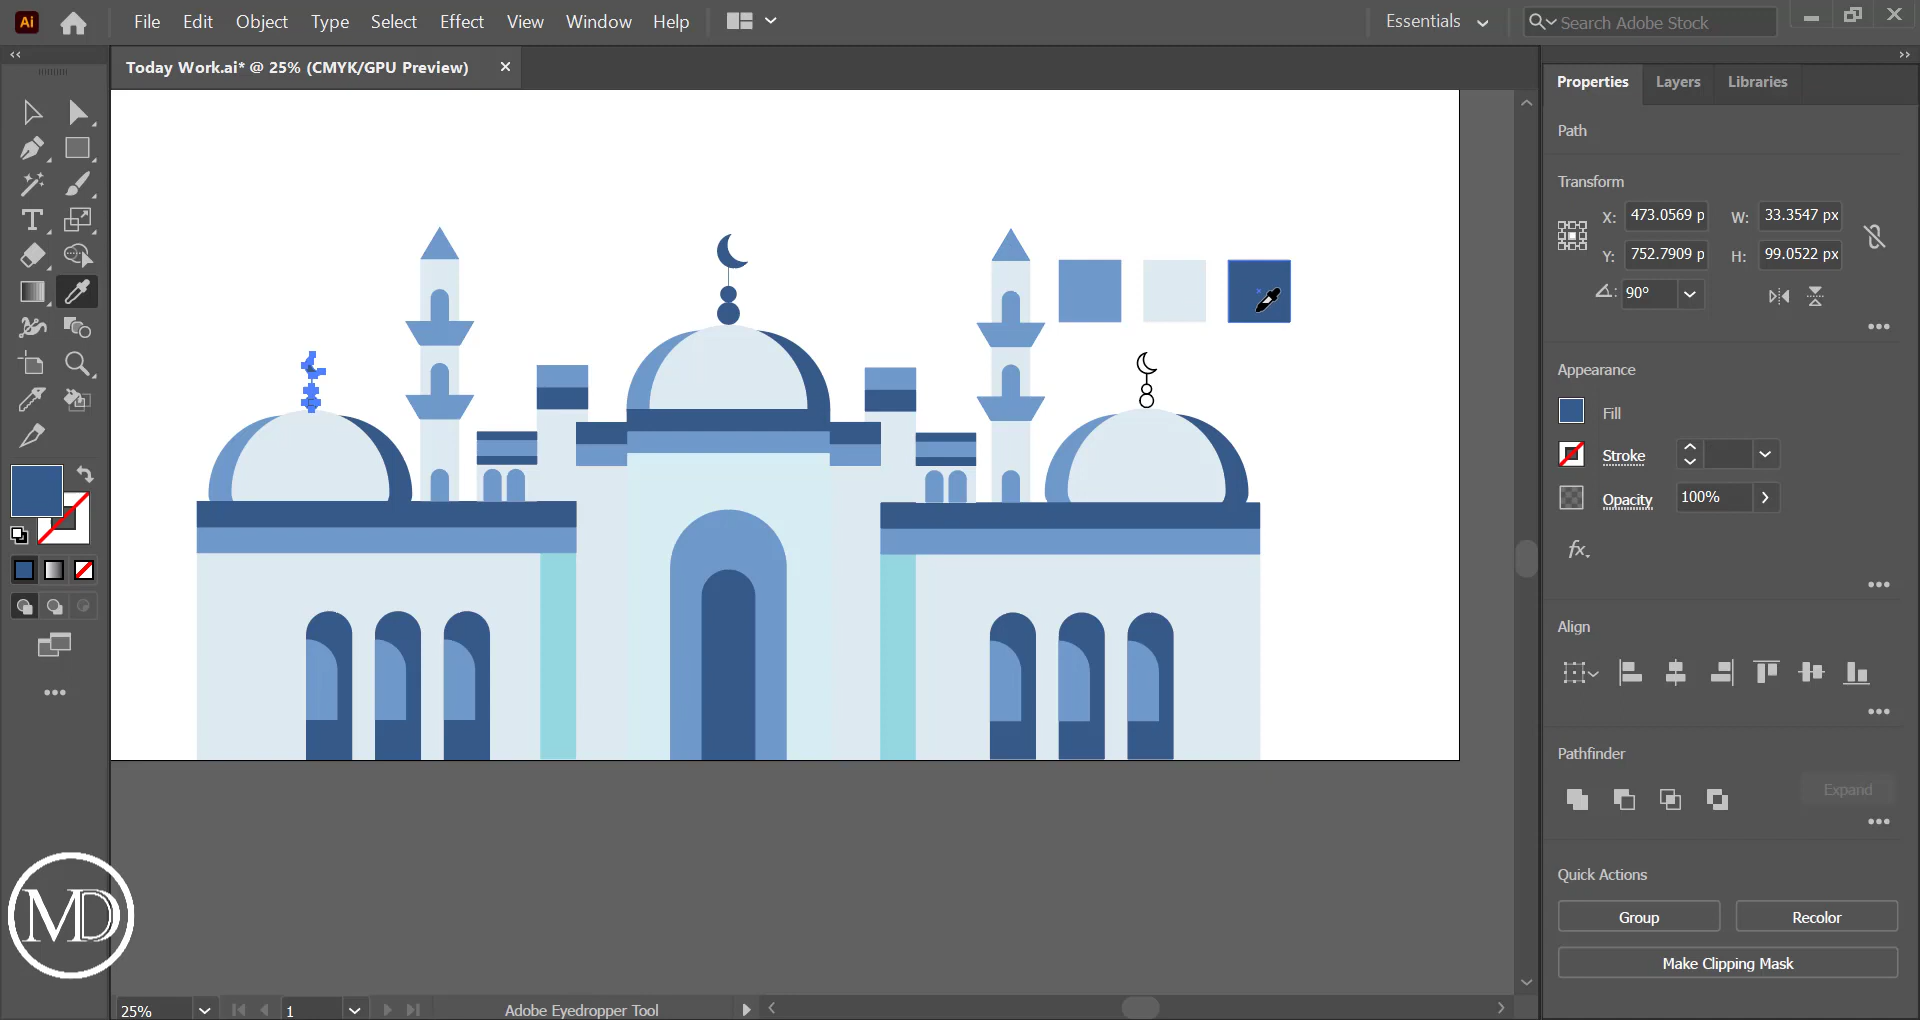 Ai File Edit Object Type Select Effect View Window Help Essentials Search Adobe Stock
Today Work.ai* @ 25% (CMYK/GPU Preview)
Properties Layers Libraries
Path
Transform
X: 473.0569 p W: 33.3547 px
Y: 752.7909 p H: 99.0522 px
90°
Appearance
Fill
Stroke
Opacity 100%
fx.
Align
Pathfinder
Expand
Quick Actions
Group Recolor
Make Clipping Mask
MD
25% 1 Adobe Eyedropper Tool